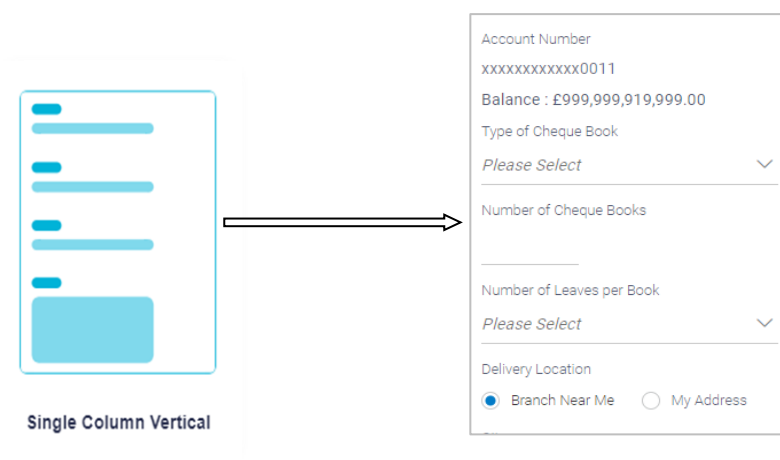 Account Number
xxxxxxxxxxxx0011
Balance : £999,999,919,999.00
Type of Cheque Book
Please Select
Number of Cheque Books
Number of Leaves per Book
Please Select
Delivery Location
Branch Near Me My Address
Single Column Vertical